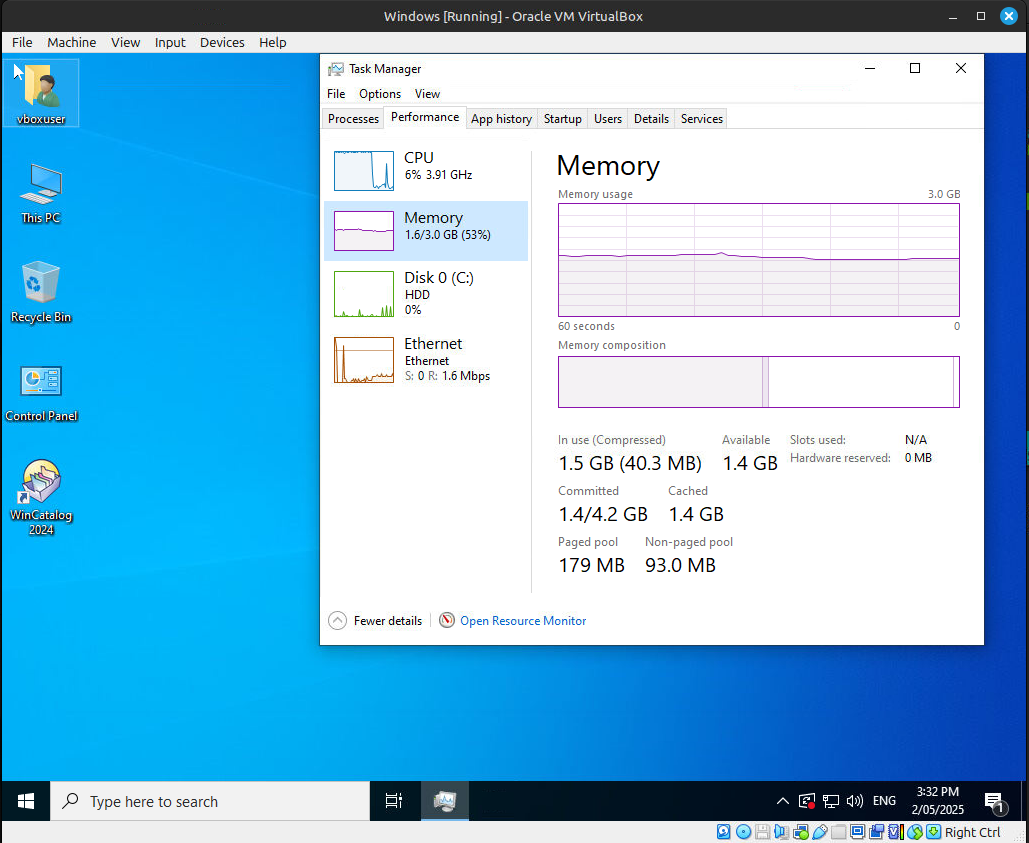 Windows [Running] - Oracle VM VirtualBox
File Machine View Input Devices Help
vboxuser
This PC
Recycle Bin
Control Panel
WinCatalog
2024
Task Manager
File Options View
Processes Performance App history Startup Users Details Services
CPU
6% 3.91 GHz
Memory
1.6/3.0 GB (53%)
Disk 0 (C:)
HDD
0%
Ethernet
Ethernet
S: 0 R: 1.6 Mbps
Memory
Memory usage 3.0 GB
60 seconds 0
Memory composition
In use (Compressed) Available Slots used: N/A
1.5 GB (40.3 MB) 1.4 GB Hardware reserved: 0 MB
Committed Cached
1.4/4.2 GB 1.4 GB
Paged pool Non-paged pool
179 MB 93.0 MB
Fewer details Open Resource Monitor
Type here to search
ENG
3:32 PM
2/05/2025
1
Right Ctrl